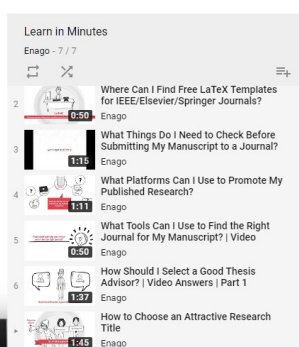 Learn in Minutes
Enago - 7 / 7
Where Can I Find Free LaTeX Templates
for IEEE/Elsevier/Springer Journals?
2
0:50
Enago
What Things Do I Need to Check Before
Submitting My Manuscript to a Journal?
3
1:15
Enago
What Platforms Can I Use to Promote My
Published Research?
4
1:11
Enago
What Tools Can I Use to Find the Right
Journal for My Manuscript? | Video
5
0:50
Enago
How Should I Select a Good Thesis
Advisor? | Video Answers | Part 1
6
1:37
Enago
How to Choose an Attractive Research
Title
1:45
Enago